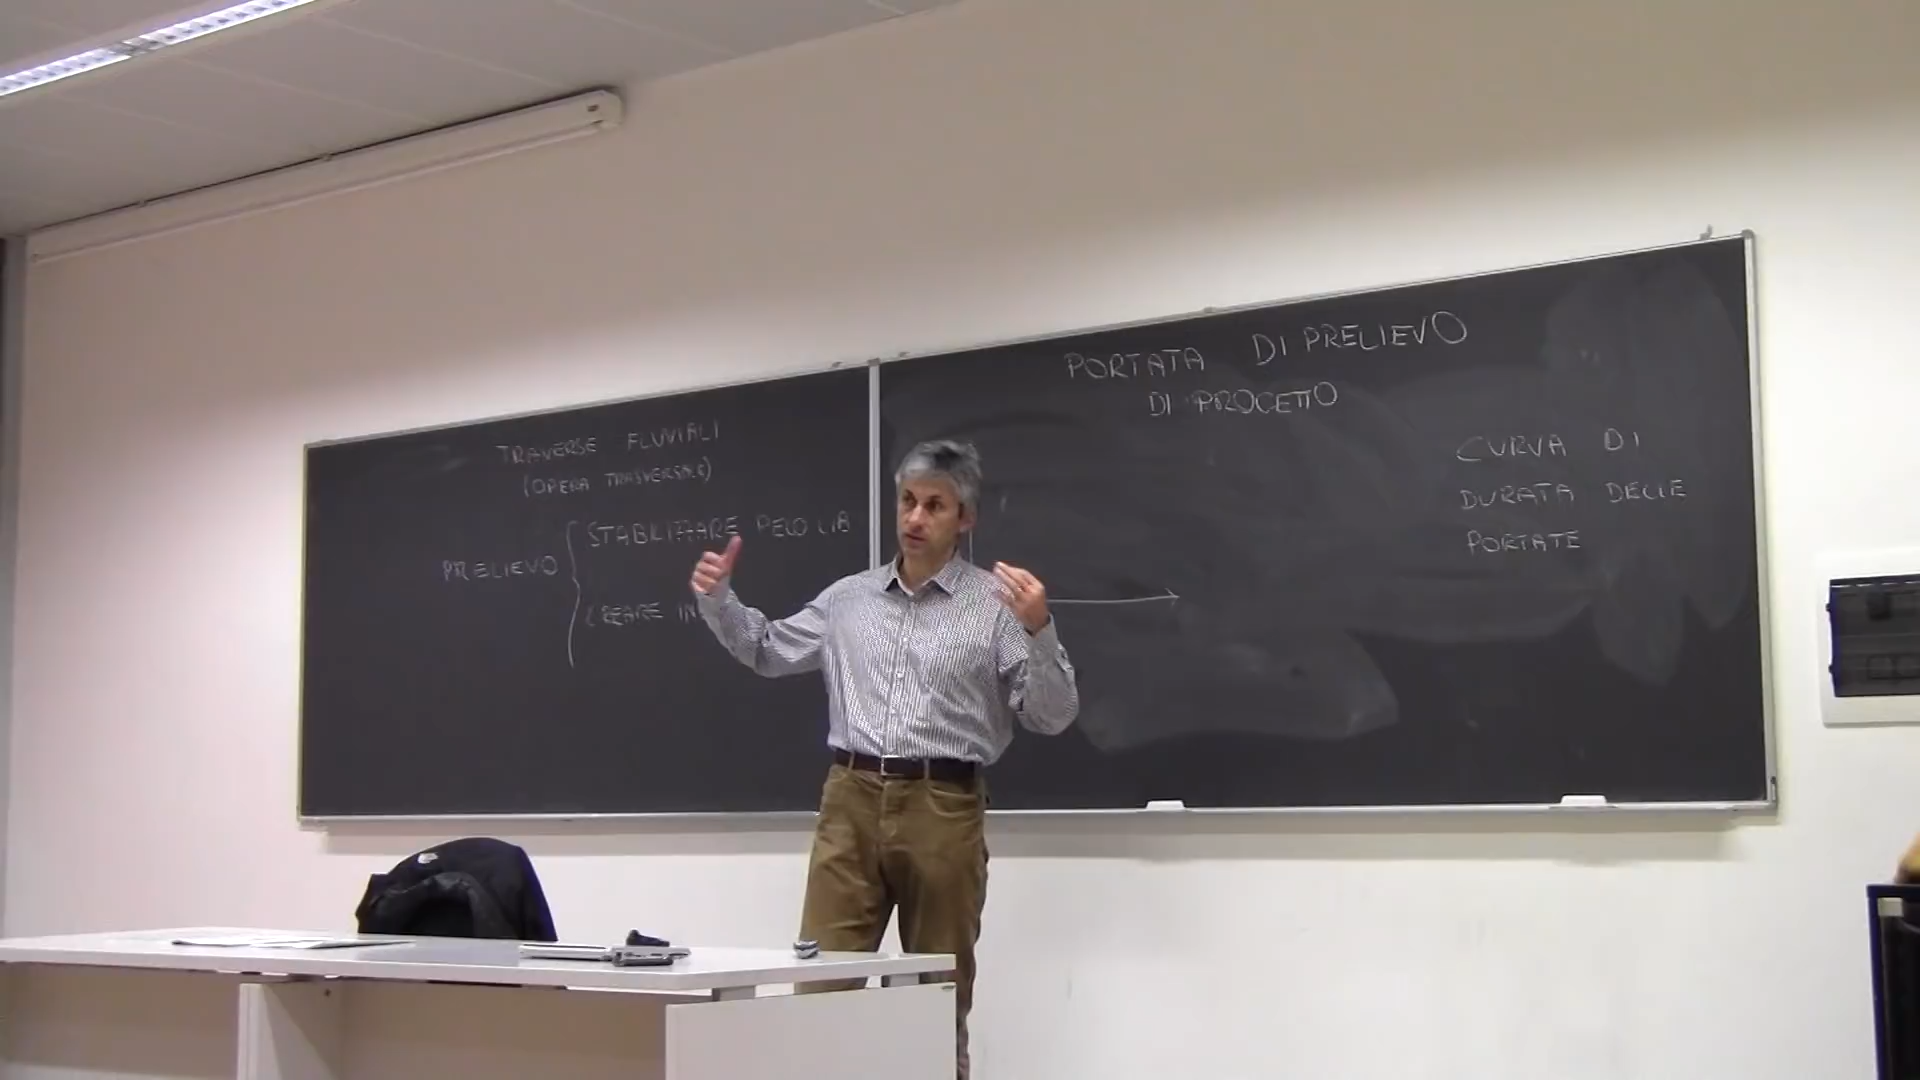 TRAVERSE FLUVIALI
(OPERA TRASVERSALE)
PRELIEVO
STABILIZZARE PELO LIB
CREARE IN
PORTATA DI PRELIEVO
DI PROGETTO
CURVA DI
DURATA DELLE
PORTATE